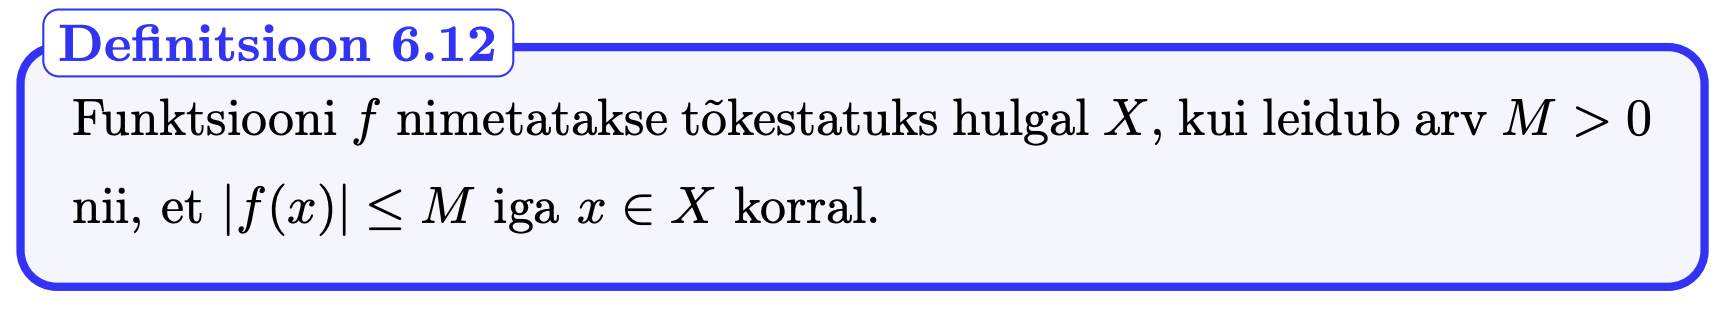 Definitsioon 6.12
Funktsiooni f nimetatakse tõkestatuks hulgal X, kui leidub arv M > 0
nii, et |f(x)| ≤ M iga x ∈ X korral.